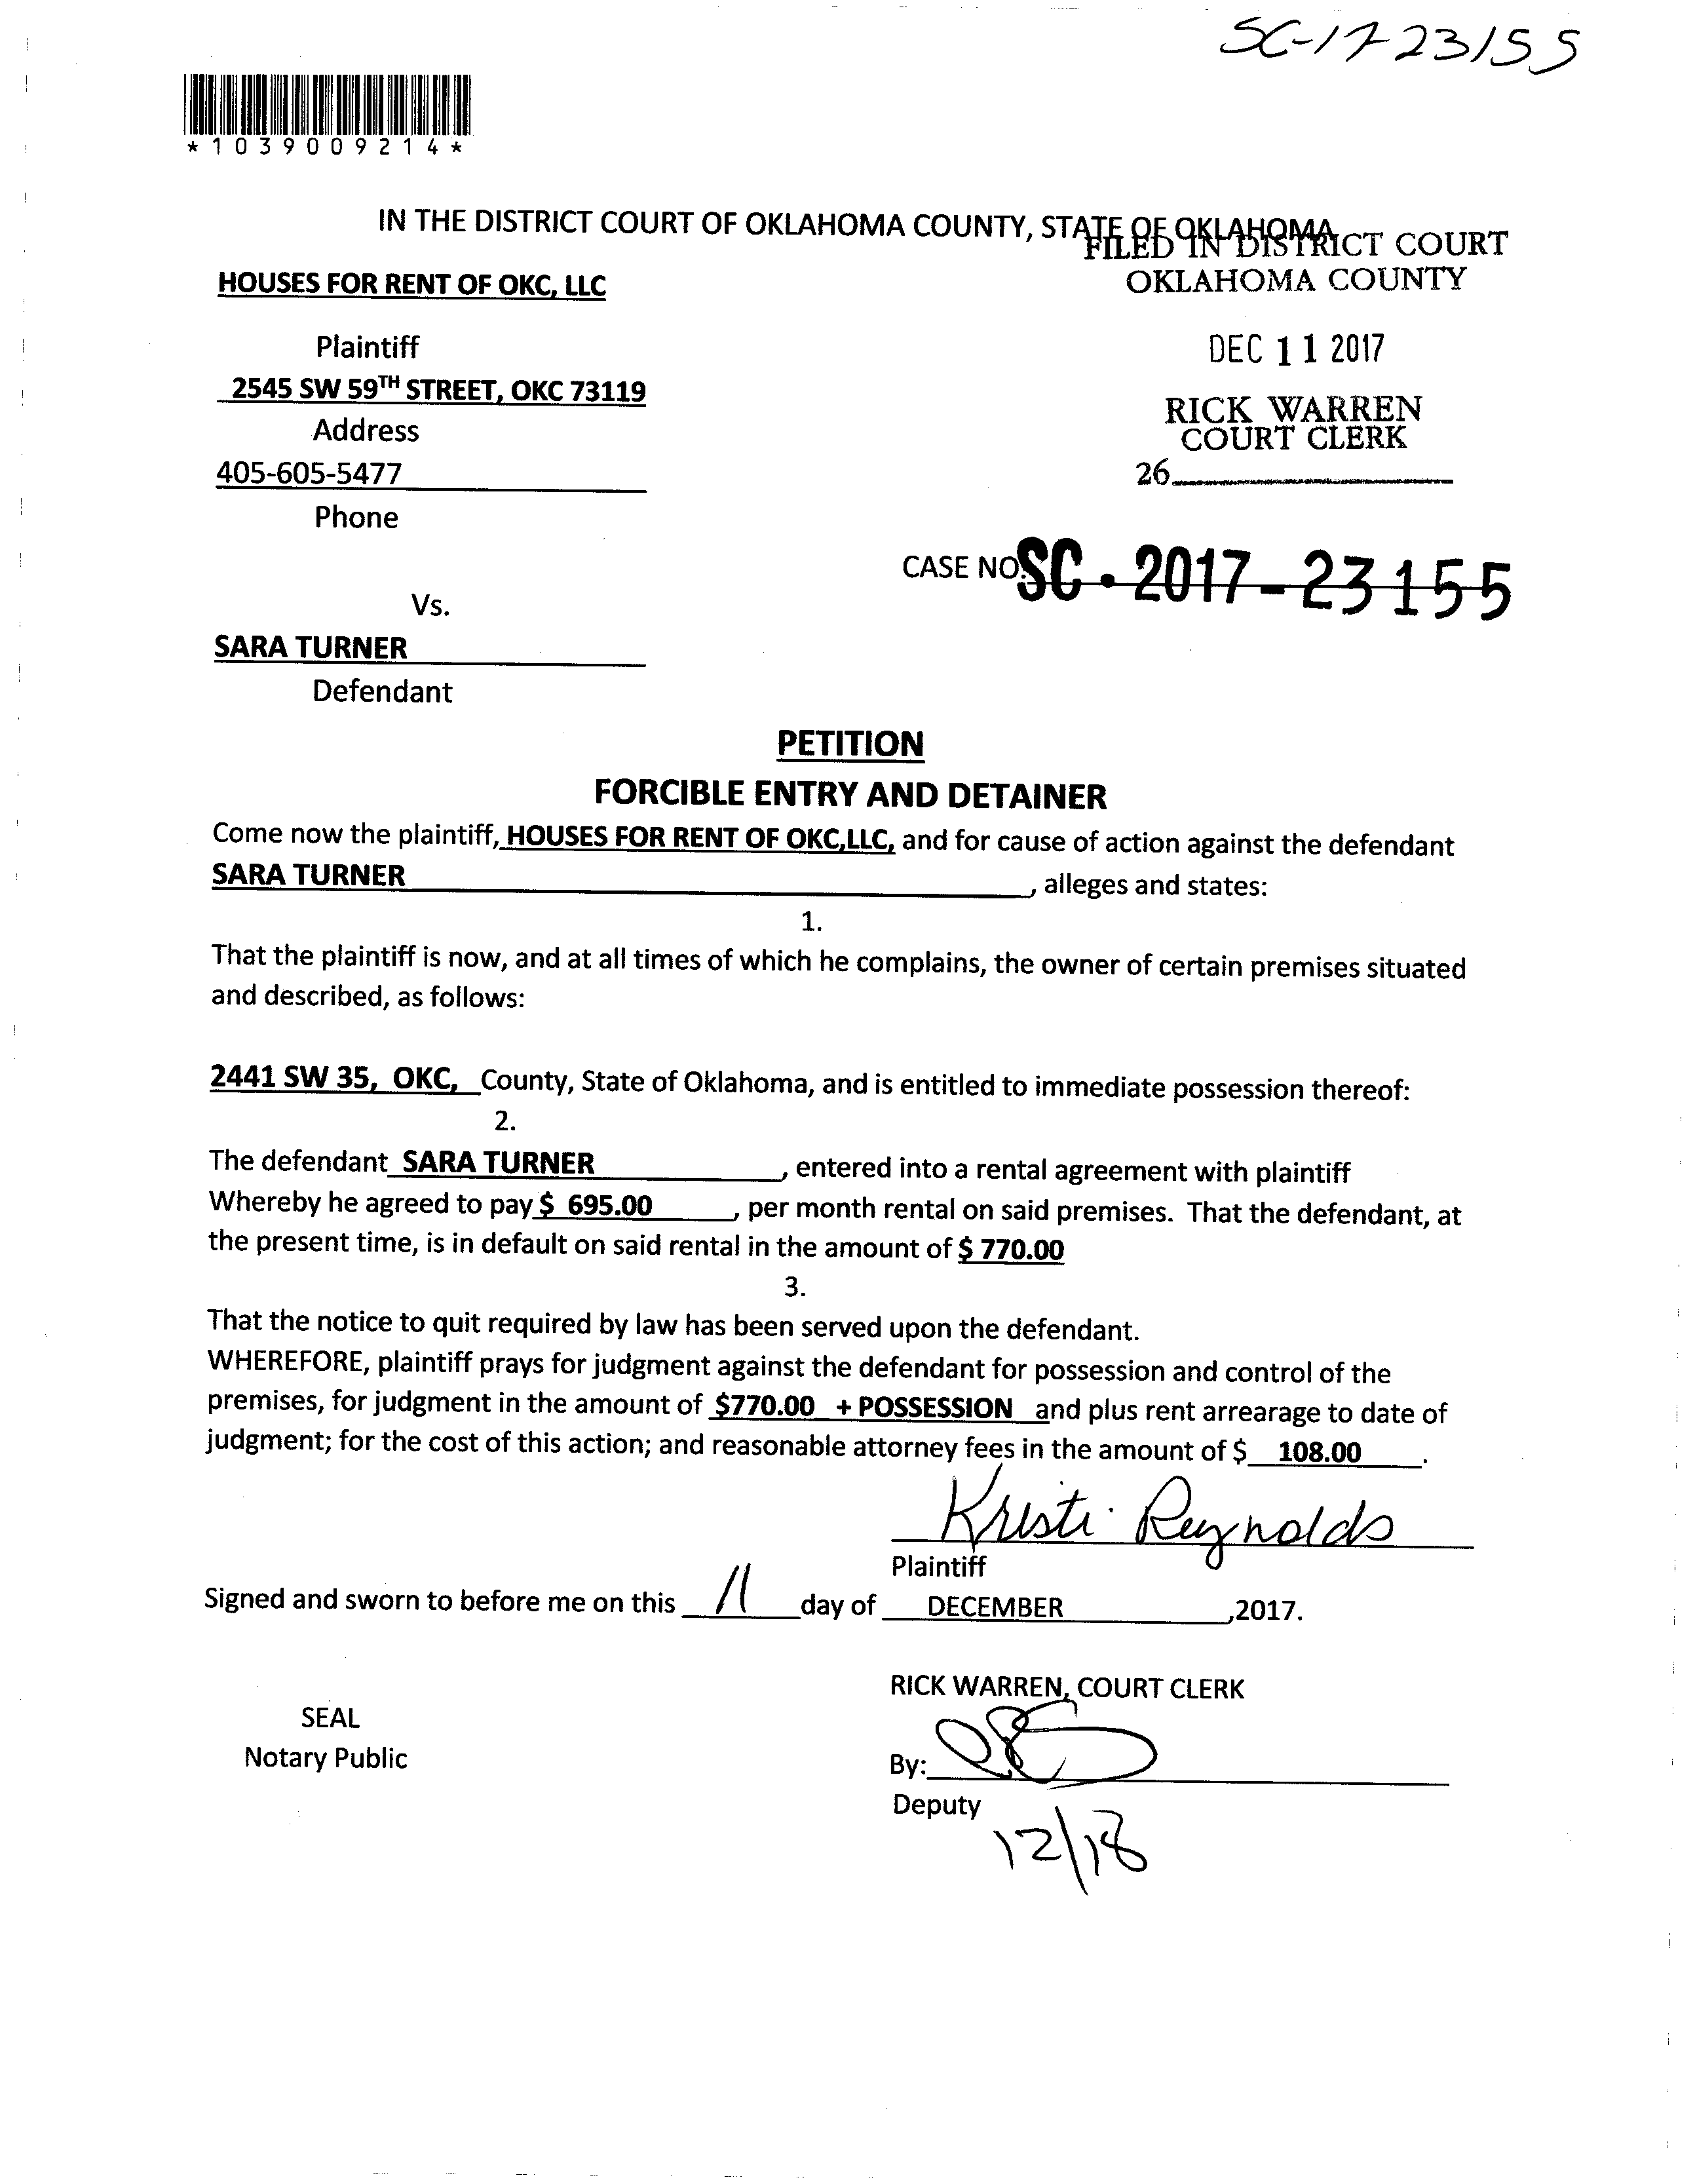 SC-17-23155
*1039009214*
IN THE DISTRICT COURT OF OKLAHOMA COUNTY, STATE OF OKLAHOMA
FILED IN DISTRICT COURT
OKLAHOMA COUNTY
HOUSES FOR RENT OF OKC, LLC
Plaintiff
DEC 11 2017
2545 SW 59TH STREET, OKC 73119
RICK WARREN
COURT CLERK
Address
405-605-5477
26
Phone
CASE NO. SC-2017-23155
Vs.
SARA TURNER
Defendant
PETITION
FORCIBLE ENTRY AND DETAINER
Come now the plaintiff, HOUSES FOR RENT OF OKC,LLC, and for cause of action against the defendant
SARA TURNER, alleges and states:
1.
That the plaintiff is now, and at all times of which he complains, the owner of certain premises situated
and described, as follows:
2441 SW 35, OKC, County, State of Oklahoma, and is entitled to immediate possession thereof:
2.
The defendant SARA TURNER, entered into a rental agreement with plaintiff
Whereby he agreed to pay $ 695.00, per month rental on said premises. That the defendant, at
the present time, is in default on said rental in the amount of $ 770.00
3.
That the notice to quit required by law has been served upon the defendant.
WHEREFORE, plaintiff prays for judgment against the defendant for possession and control of the
premises, for judgment in the amount of $770.00 + POSSESSION and plus rent arrearage to date of
judgment; for the cost of this action; and reasonable attorney fees in the amount of $ 108.00.
Kristi Reynolds
Plaintiff
Signed and sworn to before me on this 11 day of DECEMBER,2017.
RICK WARREN, COURT CLERK
SEAL
Notary Public
By:
Deputy
12/18